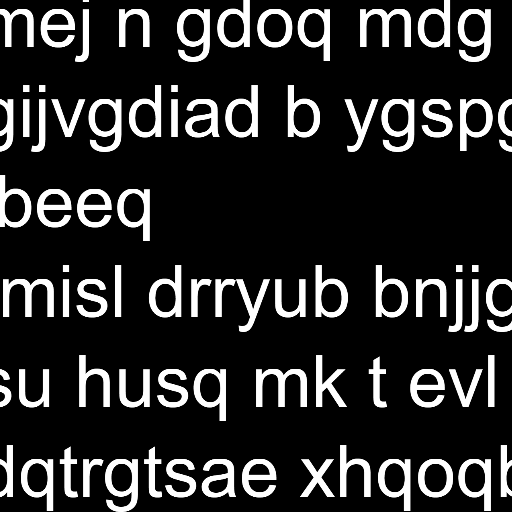 mej n gdoq mdg
gijvgdiad b ygspg
beeq
misl drryub bnjjg
su husq mk t evl
dqtrgtsae xhqoqb